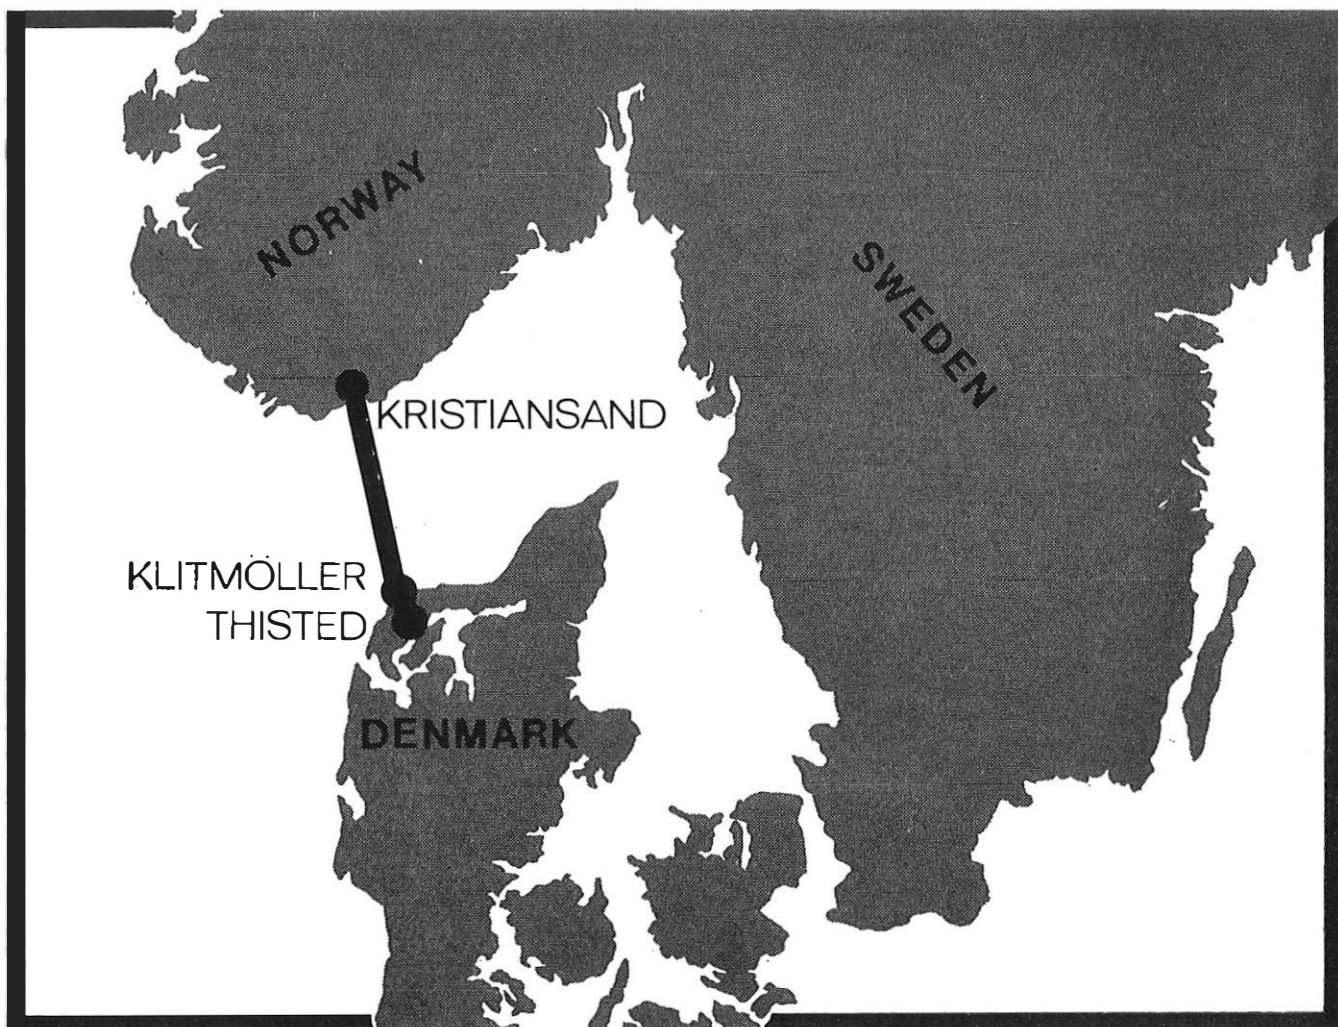 NORWAY
SWEDEN
KRISTIANSAND
KLITMÖLLER
THISTED
DENMARK